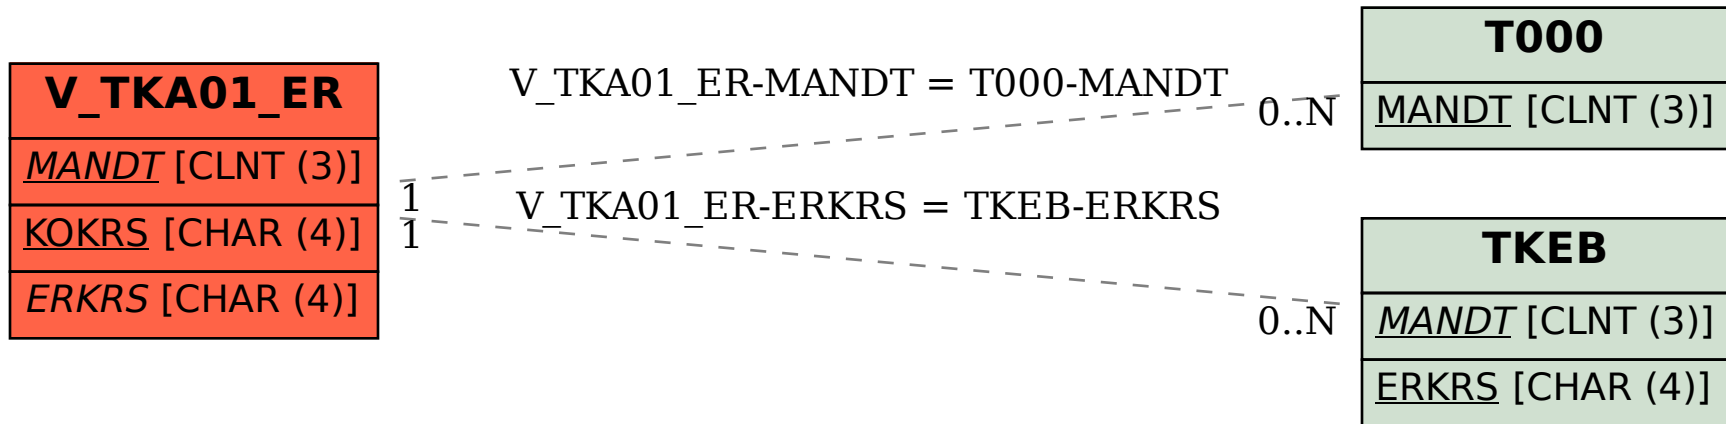 V_TKA01_ER
MANDT [CLNT (3)]
KOKRS [CHAR (4)]
ERKRS [CHAR (4)]
V_TKA01_ER-MANDT = T000-MANDT
1
0..N
V_TKA01_ER-ERKRS = TKEB-ERKRS
1
0..N
T000
MANDT [CLNT (3)]
TKEB
MANDT [CLNT (3)]
ERKRS [CHAR (4)]